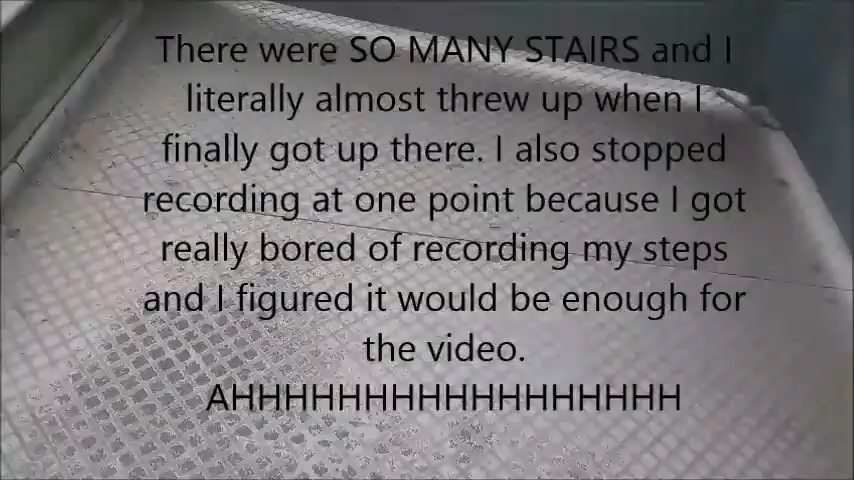 There were SO MANY STAIRS and I
literally almost threw up when I
finally got up there. I also stopped
recording at one point because I got
really bored of recording my steps
and I figured it would be enough for
the video.
AHHHHHHHHHHHHHHHHH